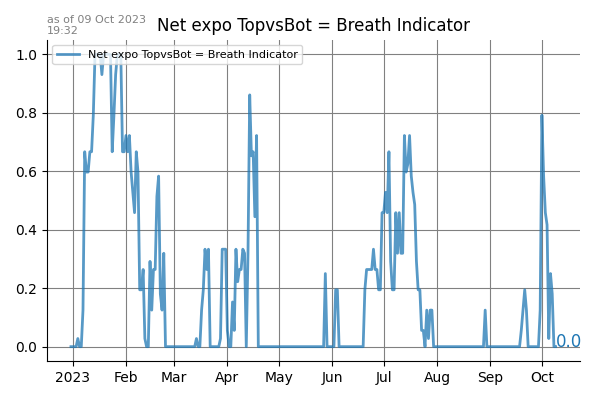 as of 09 Oct 2023
19:32
Net expo TopvsBot = Breath Indicator
Net expo TopvsBot = Breath Indicator
1.0
0.8
0.6
0.4
0.2
0.0
0.0
2023 Feb Mar Apr May Jun Jul Aug Sep Oct